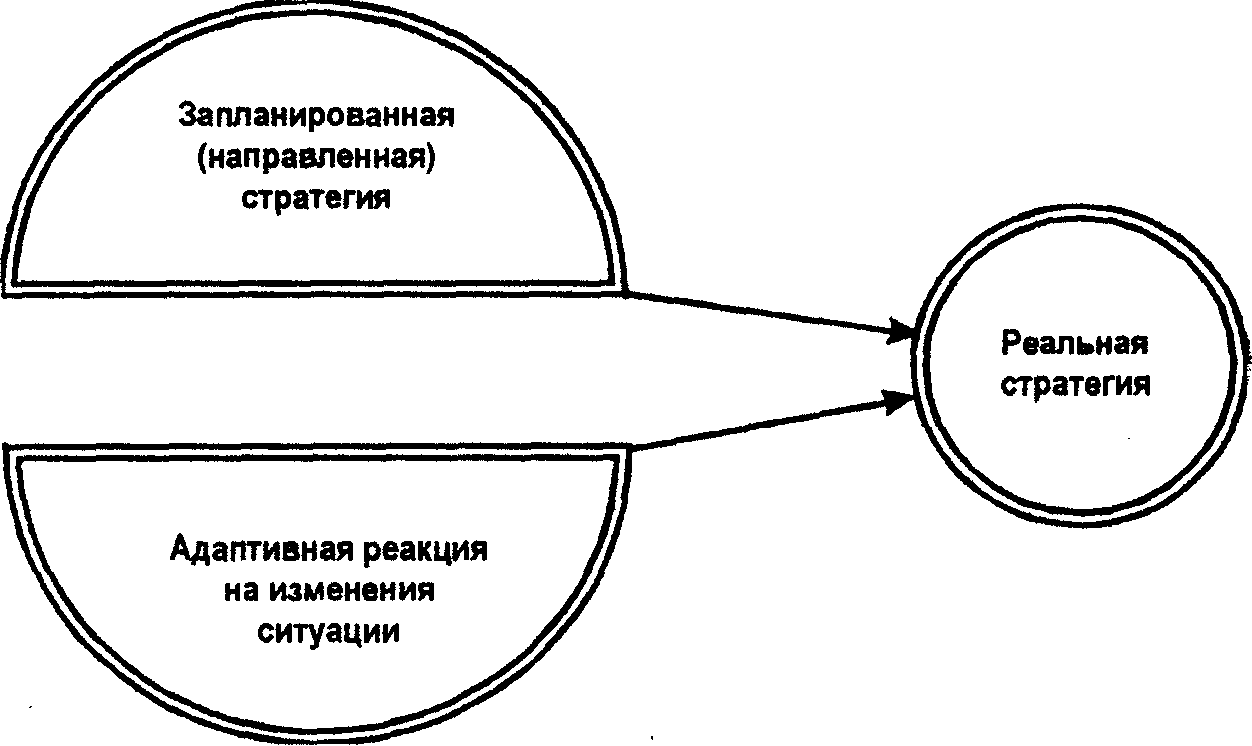 Запланированная
(направленная)
стратегия
Реальная
стратегия
Адаптивная реакция
на изменения
ситуации